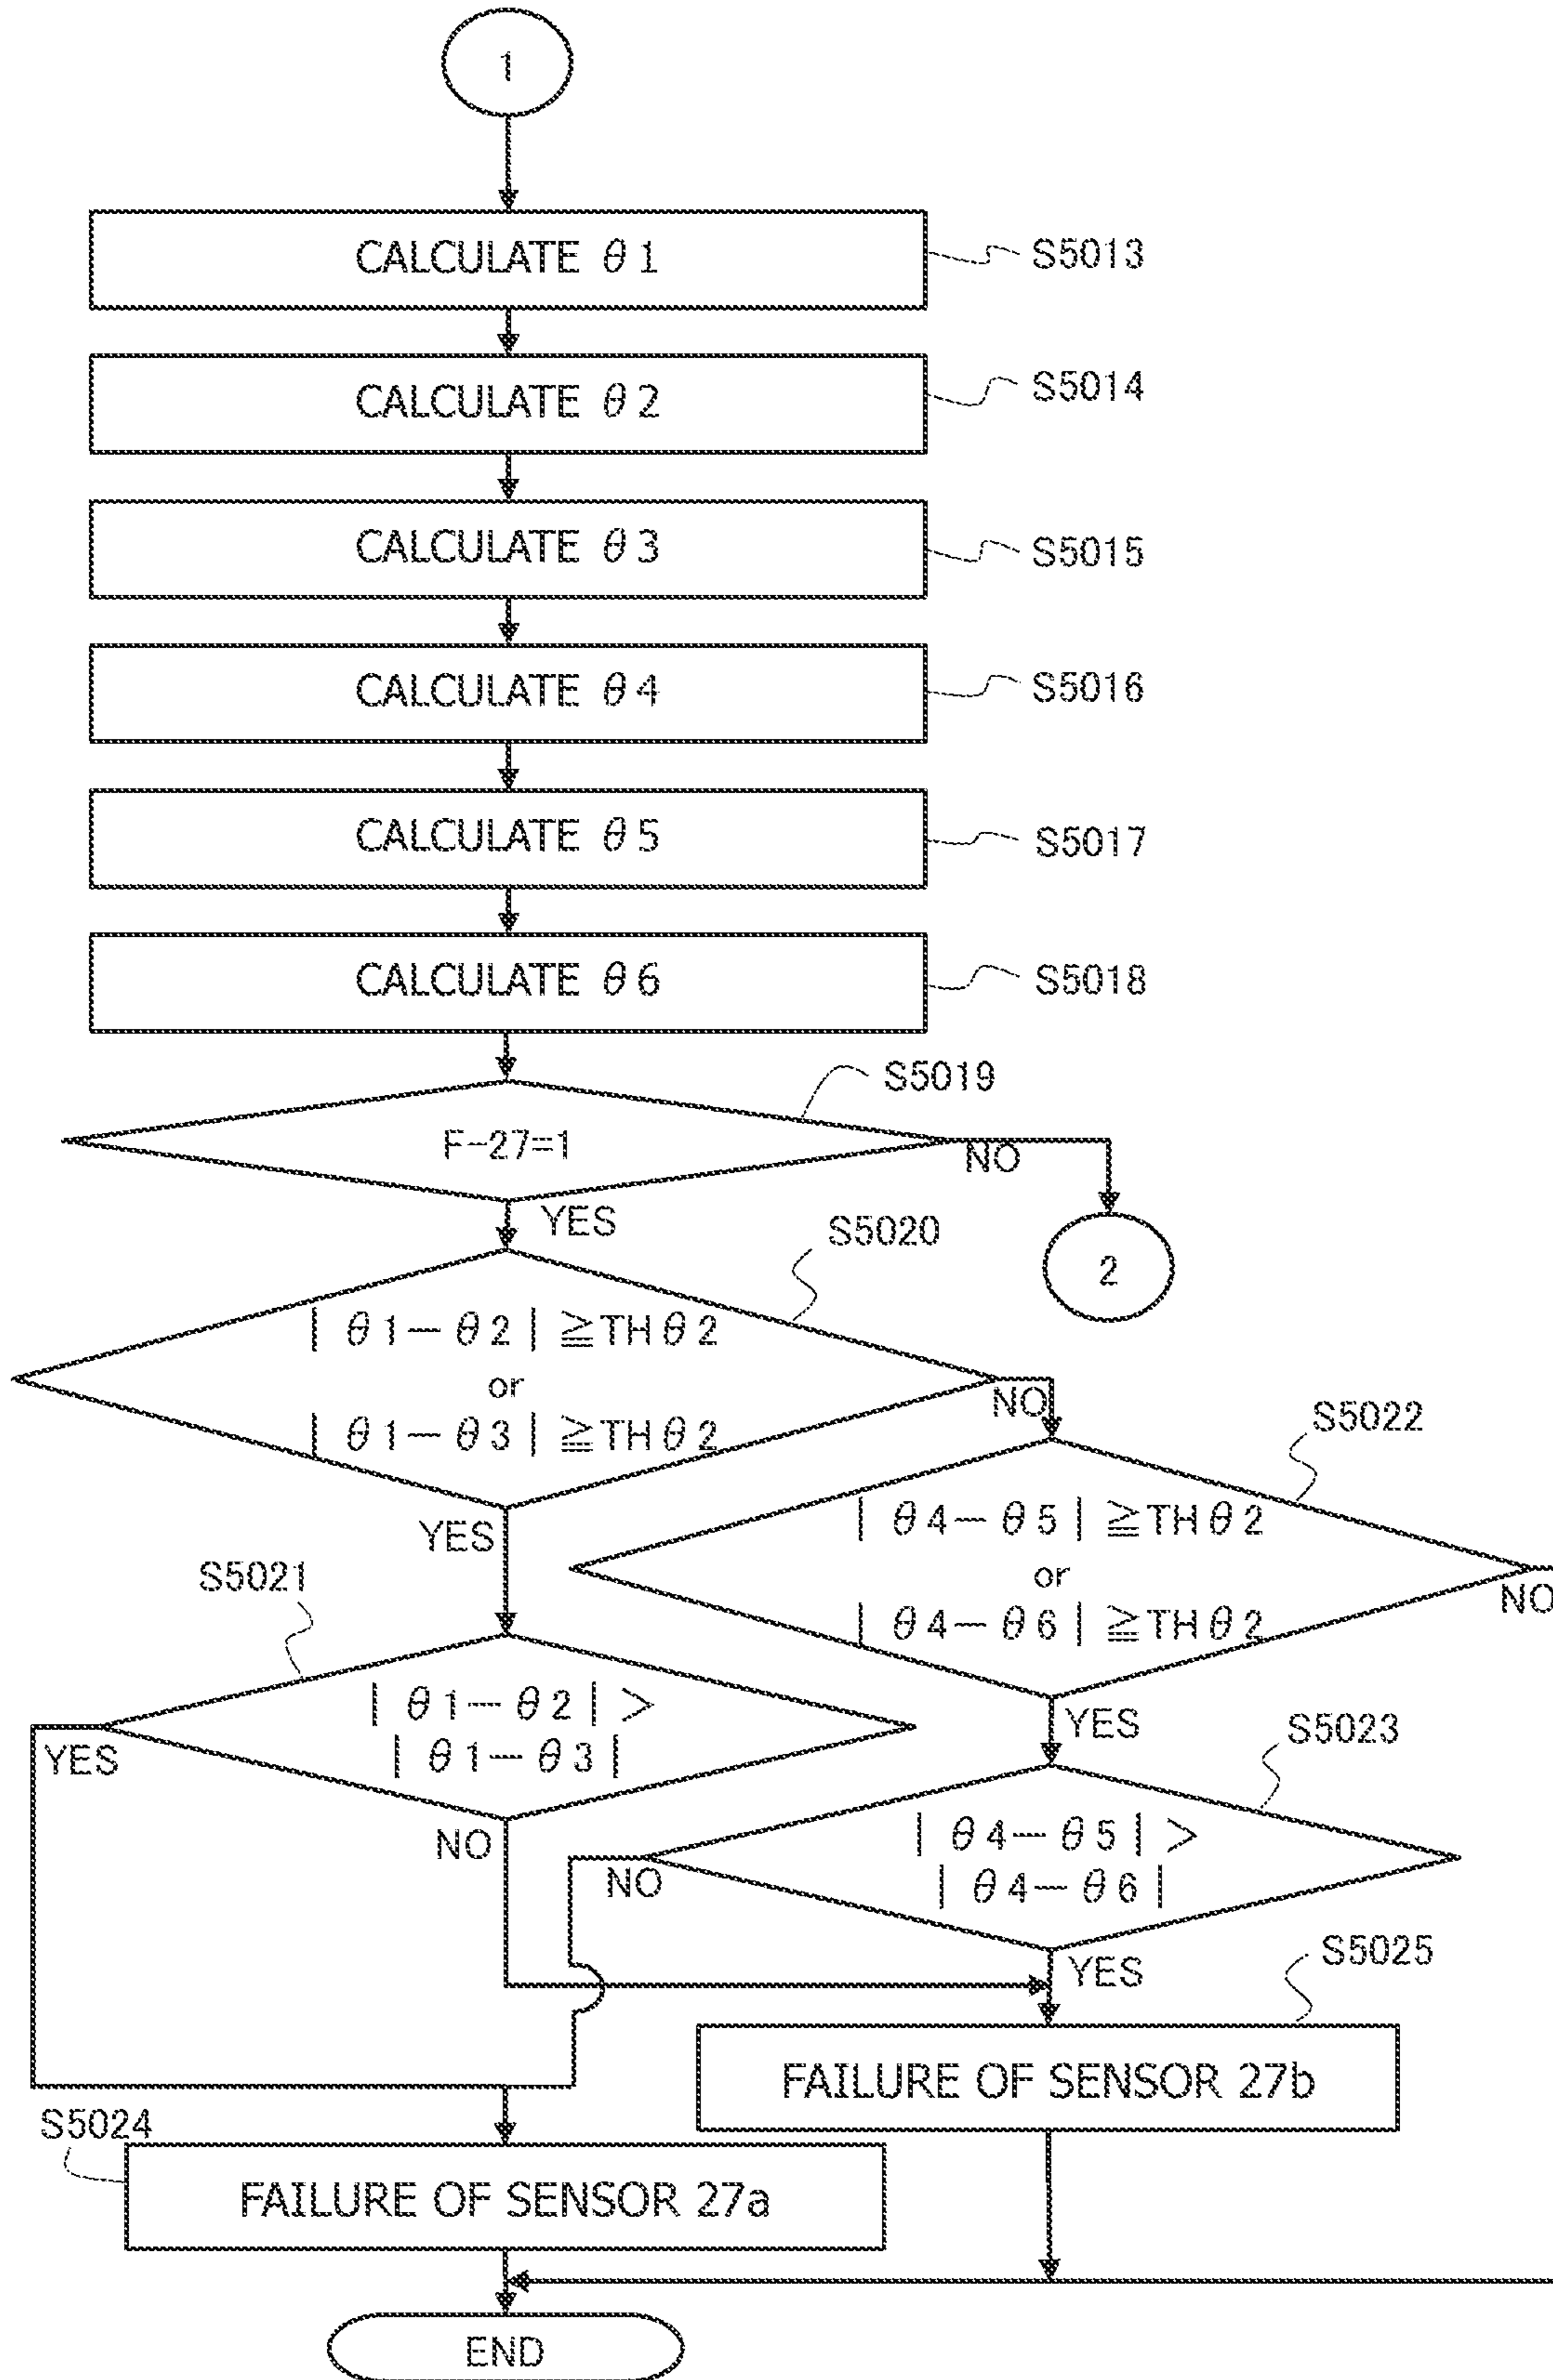 1
CALCULATE θ1
S5013
CALCULATE θ2
S5014
CALCULATE θ3
S5015
CALCULATE θ4
S5016
CALCULATE θ5
S5017
CALCULATE θ6
S5018
S5019
F-27=1
NO
YES
2
S5020
| θ1-θ2 | ≧THθ2
or
| θ1-θ3 | ≧THθ2
NO
YES
S5022
| θ4-θ5 | ≧THθ2
or
| θ4-θ6 | ≧THθ2
NO
YES
S5021
| θ1-θ2 | >
| θ1-θ3 |
YES
NO
S5023
| θ4-θ5 | >
| θ4-θ6 |
NO
YES
S5025
FAILURE OF SENSOR 27b
S5024
FAILURE OF SENSOR 27a
END